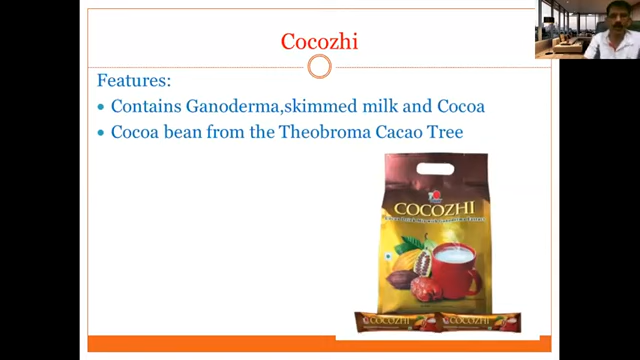 Cocozhi
Features:
Contains Ganoderma,skimmed milk and Cocoa
Cocoa bean from the Theobroma Cacao Tree
COCOZHI
COCOZHI
COCOZHI